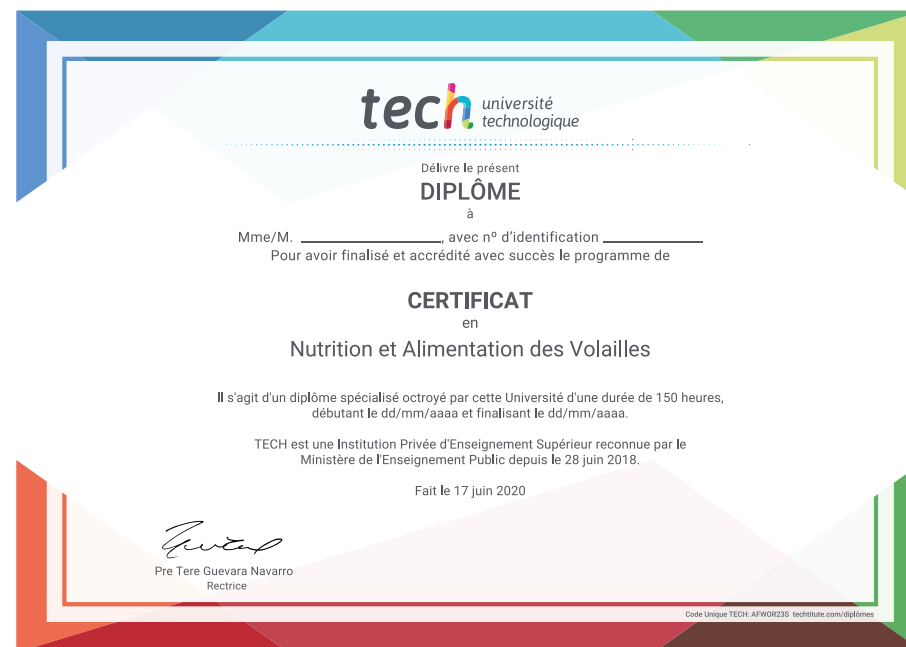 tech université
technologique
Délivre le présent
DIPLÔME
à
Mme/M. ____________________, avec nº d'identification ______________
Pour avoir finalisé et accrédité avec succès le programme de
CERTIFICAT
en
Nutrition et Alimentation des Volailles
Il s'agit d'un diplôme spécialisé octroyé par cette Université d'une durée de 150 heures,
débutant le dd/mm/aaaa et finalisant le dd/mm/aaaa.
TECH est une Institution Privée d'Enseignement Supérieur reconnue par le
Ministère de l'Enseignement Public depuis le 28 juin 2018.
Fait le 17 juin 2020
Pre Tere Guevara Navarro
Rectrice
Code Unique TECH: AFWOR23S techtitute.com/diplômes